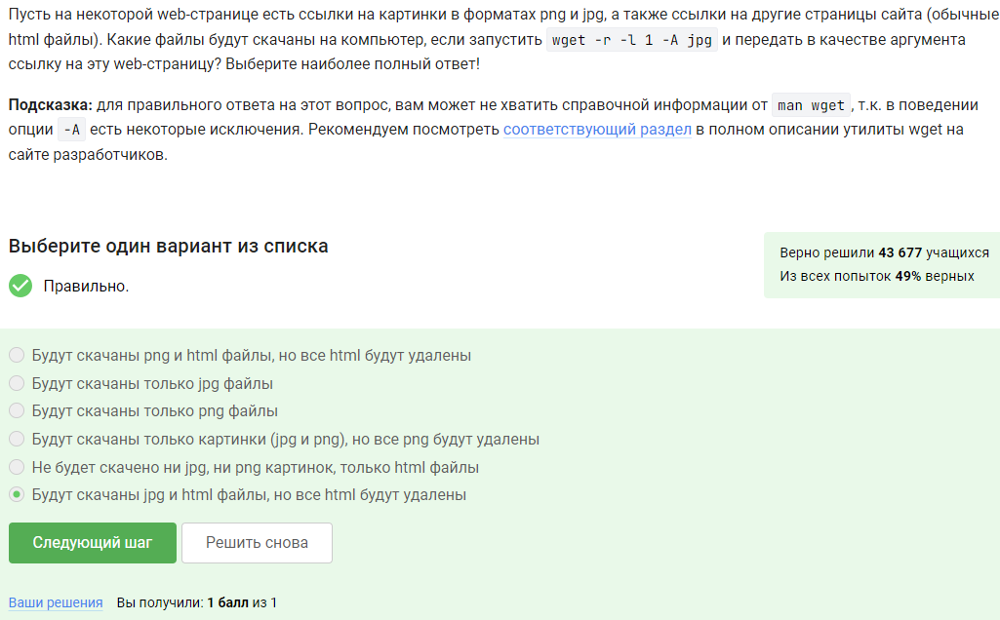 Пусть на некоторой web-странице есть ссылки на картинки в форматах png и jpg, а также ссылки на другие страницы сайта (обычные
html файлы). Какие файлы будут скачаны на компьютер, если запустить wget -r -l 1 -A jpg и передать в качестве аргумента
ссылку на эту web-страницу? Выберите наиболее полный ответ!
Подсказка: для правильного ответа на этот вопрос, вам может не хватить справочной информации от man wget, т.к. в поведении
опции -A есть некоторые исключения. Рекомендуем посмотреть соответствующий раздел в полном описании утилиты wget на
сайте разработчиков.
Выберите один вариант из списка
Правильно.
Верно решили 43 677 учащихся
Из всех попыток 49% верных
Будут скачаны png и html файлы, но все html будут удалены
Будут скачаны только jpg файлы
Будут скачаны только png файлы
Будут скачаны только картинки (jpg и png), но все png будут удалены
Не будет скачено ни jpg, ни png картинок, только html файлы
Будут скачаны jpg и html файлы, но все html будут удалены
Следующий шаг
Решить снова
Ваши решения Вы получили: 1 балл из 1